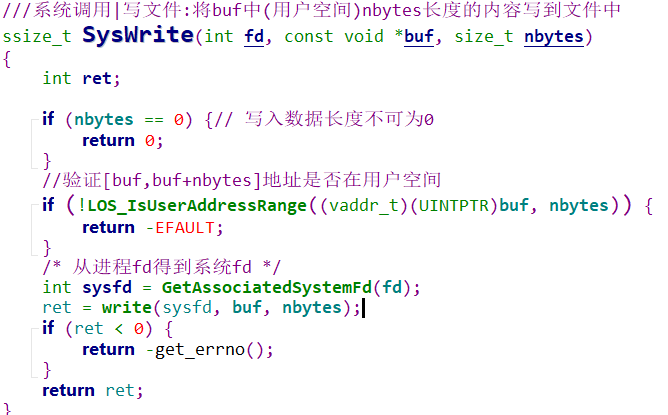 ///系统调用|写文件:将buf中(用户空间)nbytes长度的内容写到文件中
ssize_t SysWrite(int fd, const void *buf, size_t nbytes)
{
    int ret;

    if (nbytes == 0) {// 写入数据长度不可为0
        return 0;
    }
    //验证[buf,buf+nbytes]地址是否在用户空间
    if (!LOS_IsUserAddressRange((vaddr_t)(UINTPTR)buf, nbytes)) {
        return -EFAULT;
    }
    /* 从进程fd得到系统fd */
    int sysfd = GetAssociatedSystemFd(fd);
    ret = write(sysfd, buf, nbytes);
    if (ret < 0) {
        return -get_errno();
    }
    return ret;
}